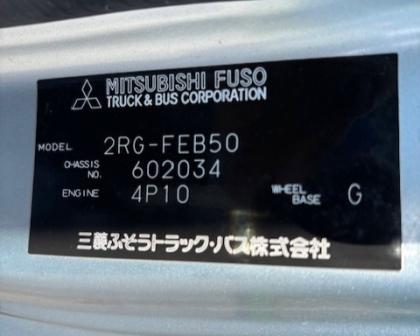 MITSUBISHI FUSO
TRUCK & BUS CORPORATION
MODEL 2RG-FEB50
CHASSIS NO. 602034
ENGINE 4P10 WHEEL BASE G
三菱ふそうトラック・バス株式会社